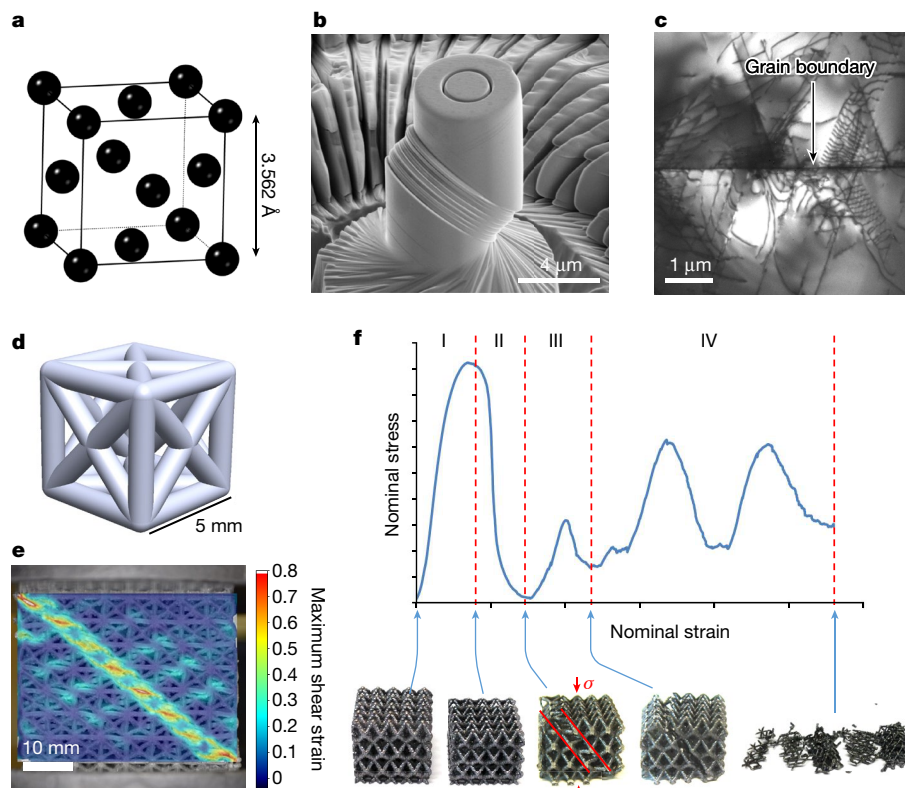 a
3.562 Å
b
4 μm
c
Grain boundary
1 μm
d
5 mm
e
0.8
0.7
0.6
0.5
0.4
0.3
0.2
0.1
0
Maximum shear strain
10 mm
f
I
II
III
IV
Nominal stress
Nominal strain
σ